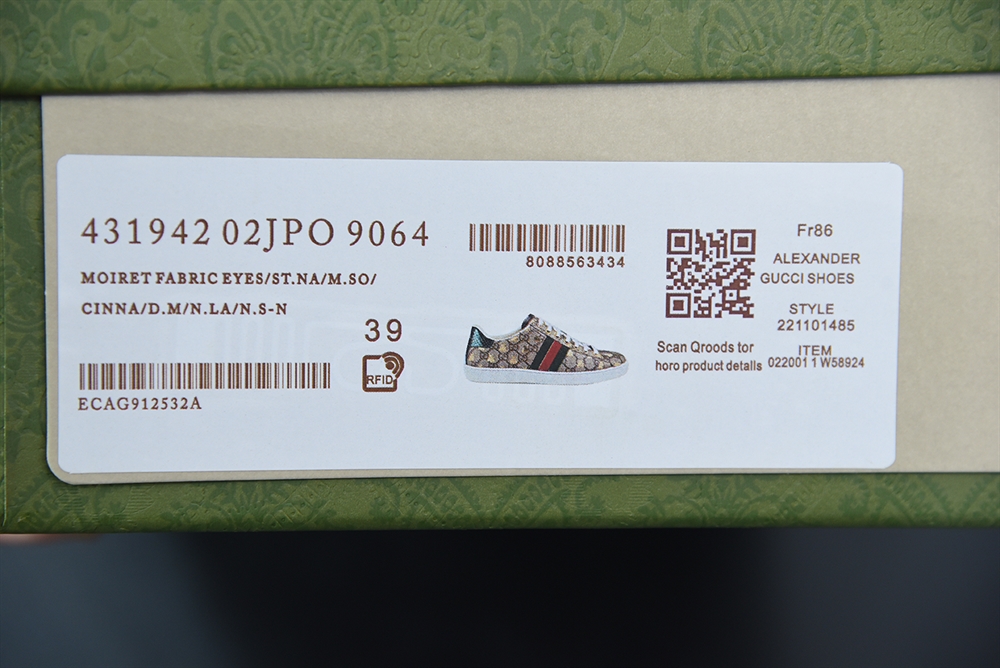 431942 02JPO 9064
MOIRET FABRIC EYES/ST.NA/M.SO/
CINNA/D.M/N.LA/N.S-N
39
RFID
ECAG912532A
8088563434
Fr86
ALEXANDER
GUCCI SHOES
STYLE
221101485
Scan Qroods tor
horo product detalls
ITEM
022001 1 W58924